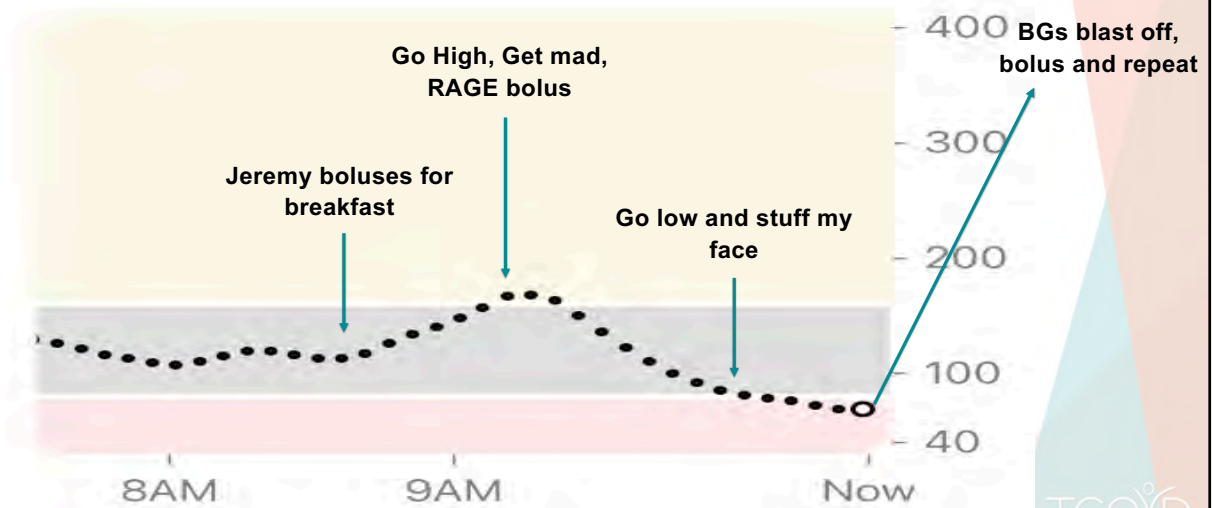 400
BGs blast off,
bolus and repeat
Go High, Get mad,
RAGE bolus
300
Jeremy boluses for
breakfast
Go low and stuff my
face
200
100
40
8AM
9AM
Now